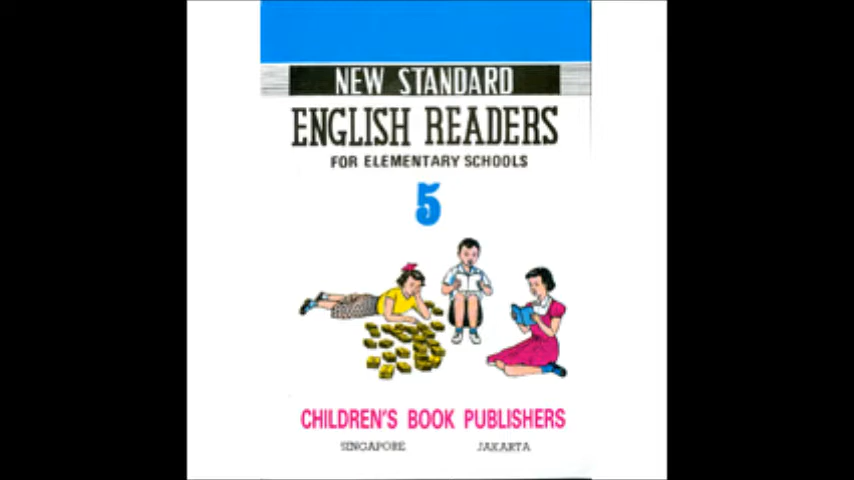 NEW STANDARD
ENGLISH READERS
FOR ELEMENTARY SCHOOLS
5
CHILDREN'S BOOK PUBLISHERS
SINGAPORE JAKARTA